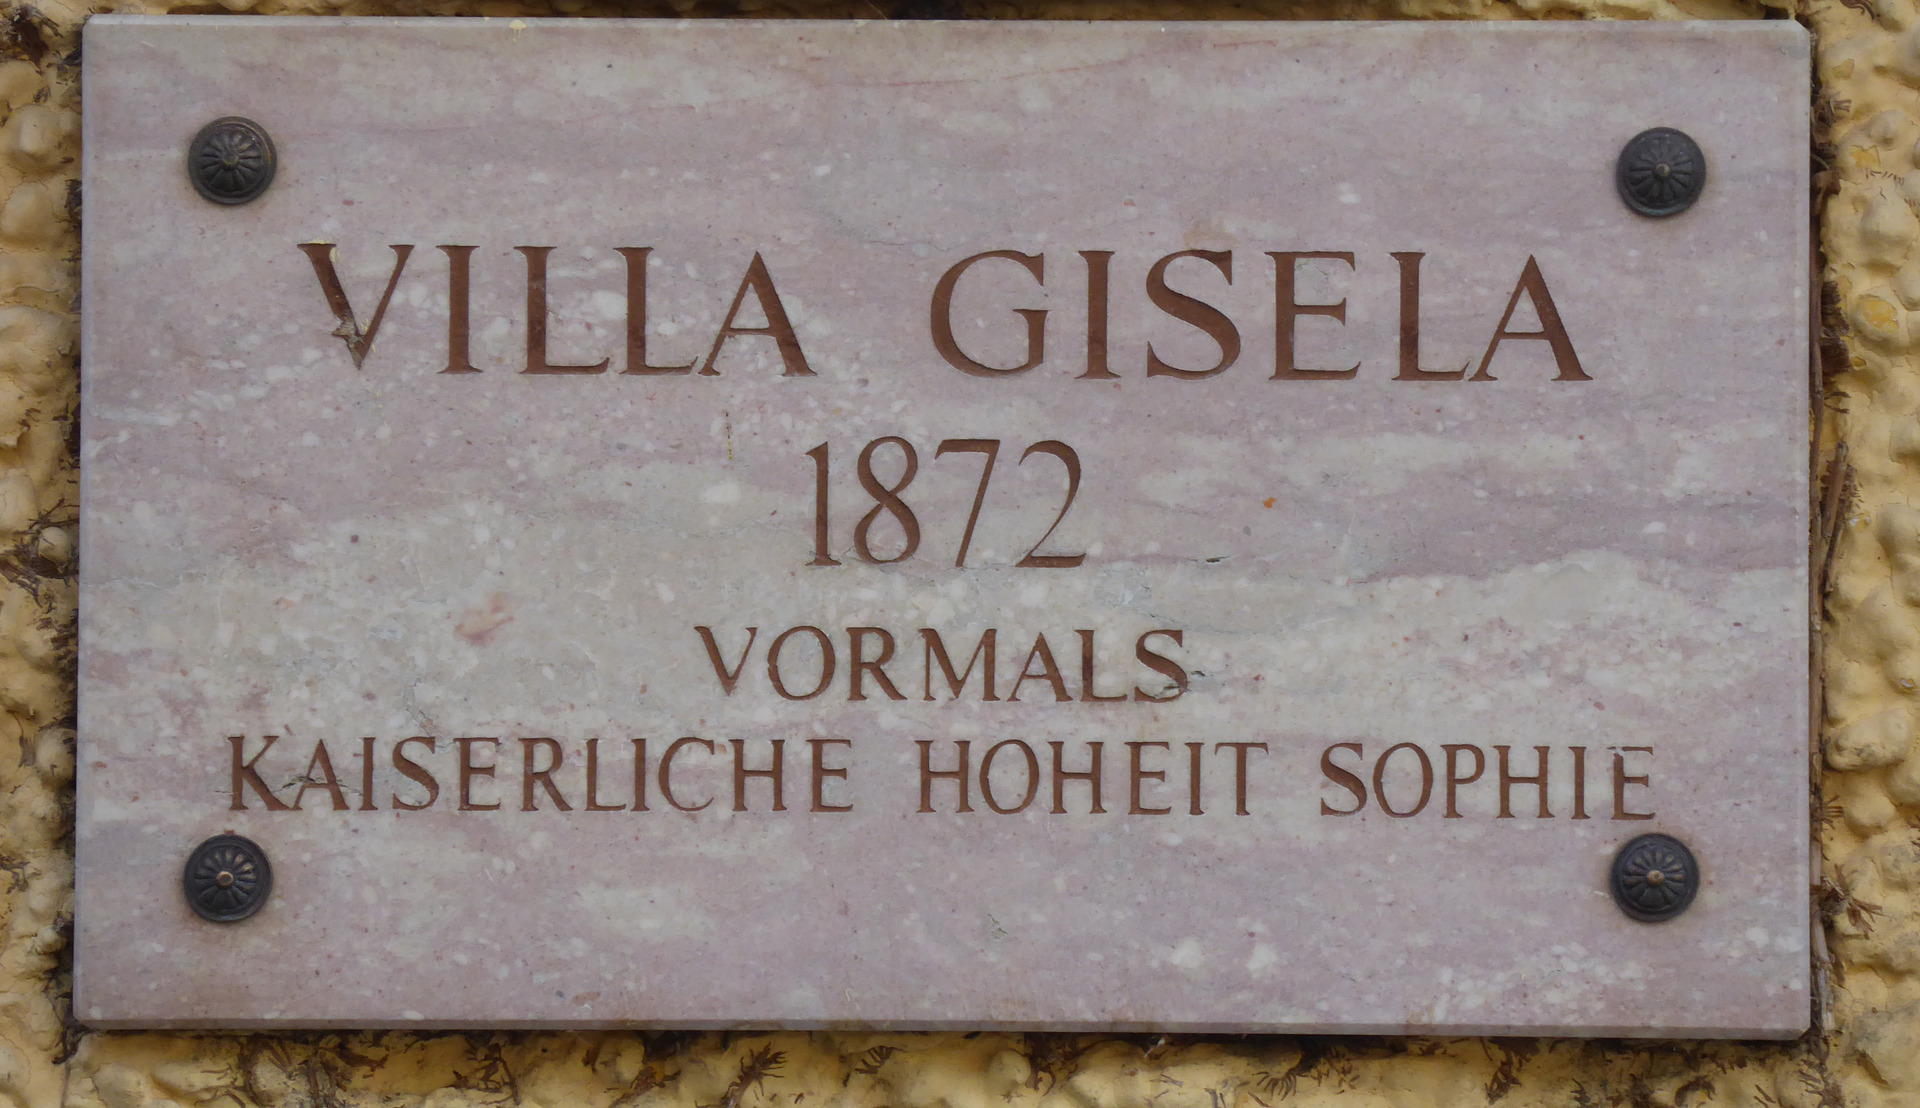 VILLA GISELA
1872
VORMALS
KAISERLICHE HOHEIT SOPHIE